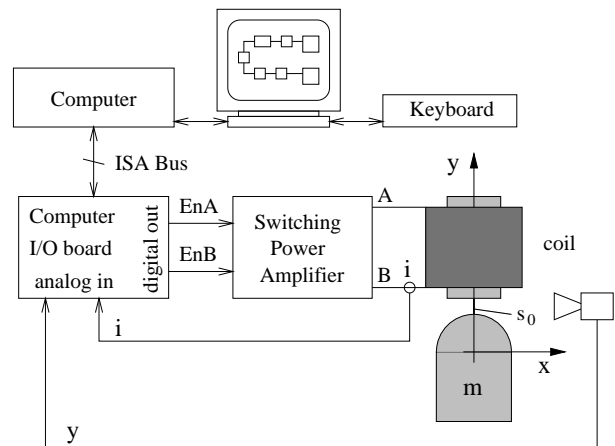 Computer
Keyboard
ISA Bus
y
Computer
I/O board
analog in
digital out
EnA
EnB
Switching
Power
Amplifier
A
B
i
coil
s0
x
m
i
y